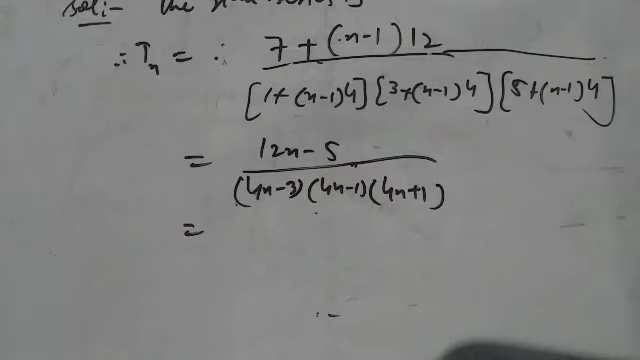 Sol:- the
∴ Tn = 7 + (n-1) 12 / [1+(n-1)4] [3+(n-1)4] [5+(n-1)4]
= 12n - 5 / (4n-3) (4n-1) (4n+1)
=